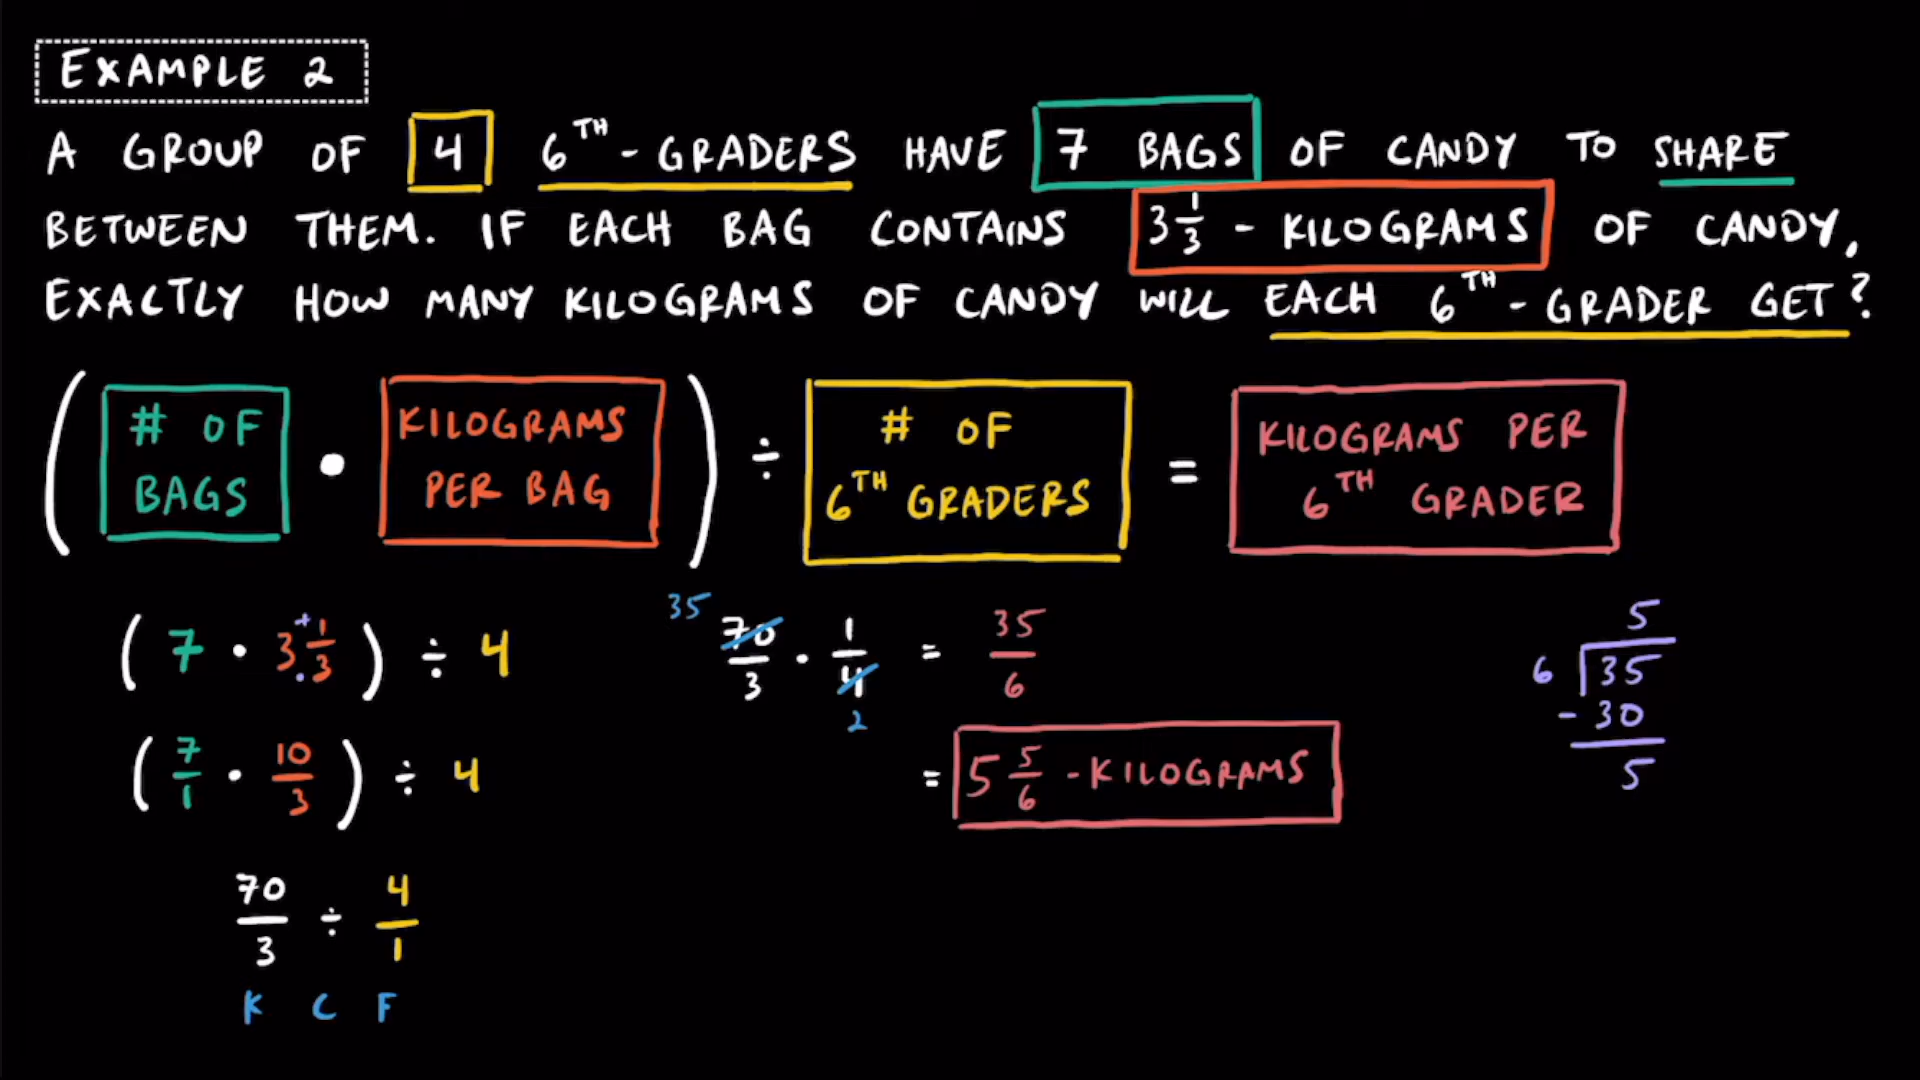 EXAMPLE 2
A GROUP OF 4 6TH-GRADERS HAVE 7 BAGS OF CANDY TO SHARE
BETWEEN THEM. IF EACH BAG CONTAINS 3 1/3 - KILOGRAMS OF CANDY,
EXACTLY HOW MANY KILOGRAMS OF CANDY WILL EACH 6TH-GRADER GET?
( # OF BAGS • KILOGRAMS PER BAG ) ÷ # OF 6TH GRADERS = KILOGRAMS PER 6TH GRADER
( 7 · 3 + 1/3 · ) ÷ 4
( 7/1 · 10/3 ) ÷ 4
70/3 ÷ 4/1
K C F
35
70/3 · 1/4 = 35/6
2
= 5 5/6 - KILOGRAMS
5
6 35
- 30
5